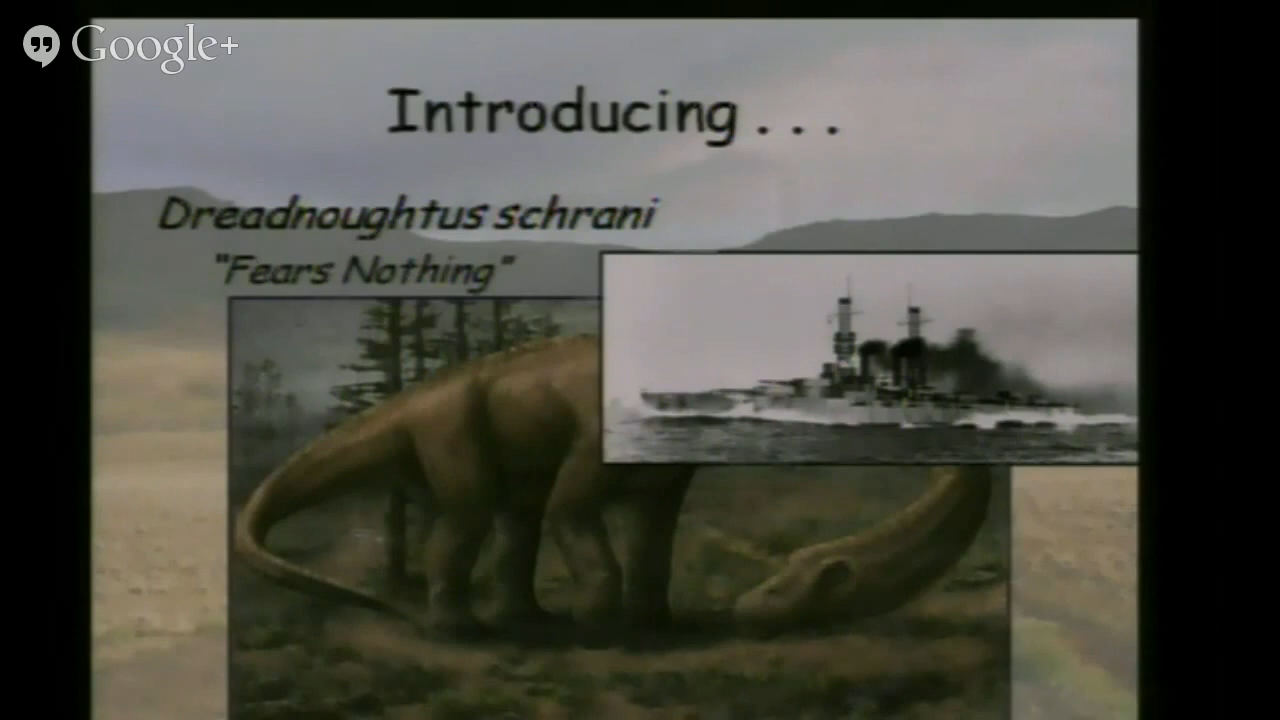 Google+
Introducing . . .
Dreadnoughtus schrani
"Fears Nothing"